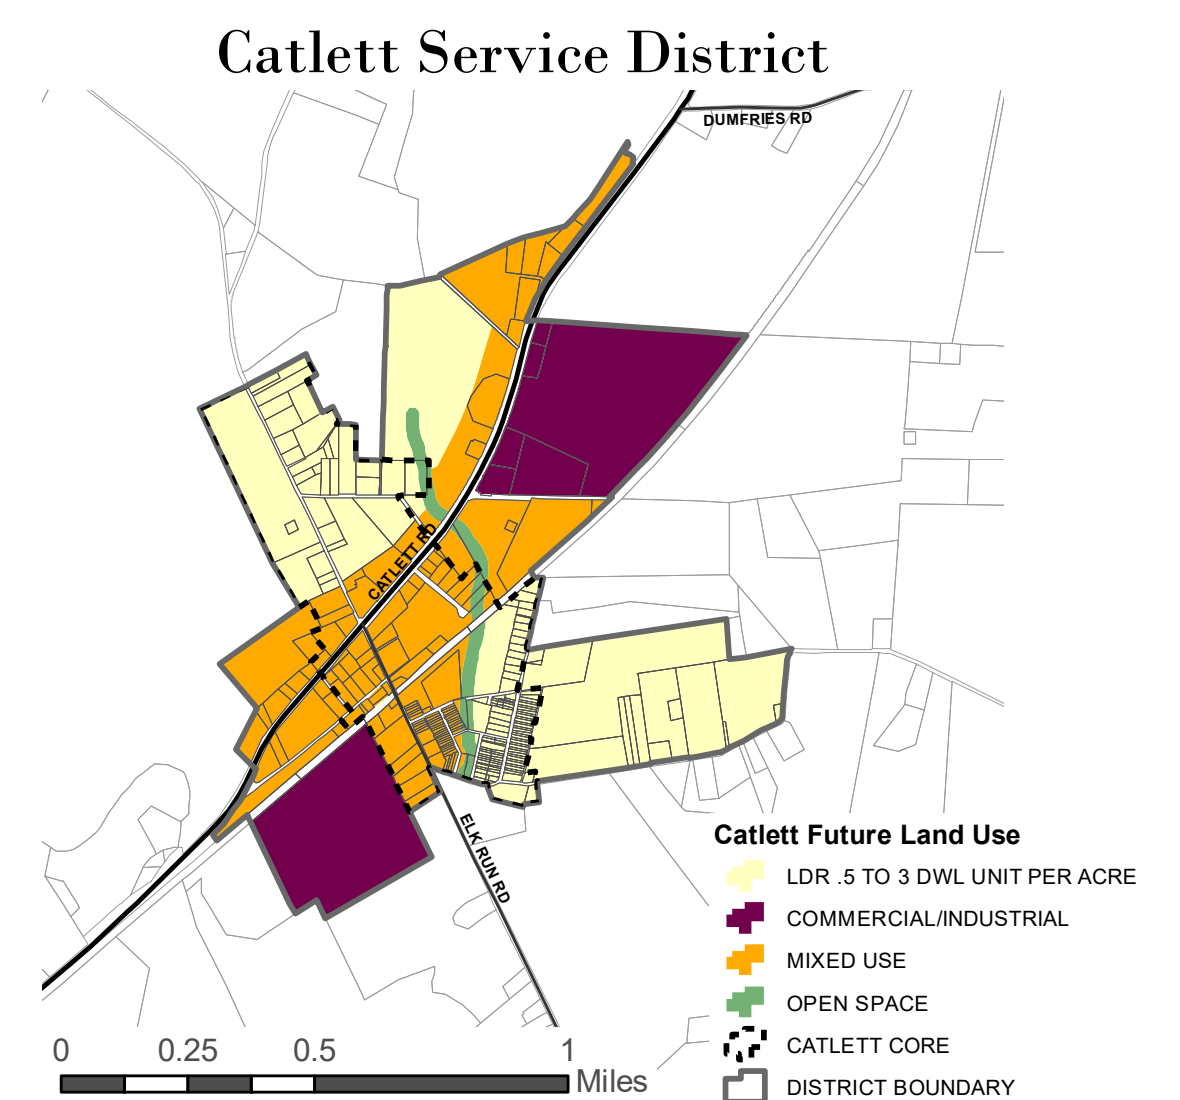 Catlett Service District
DUMFRIES RD
CATLETT RD
ELK RUN RD
Catlett Future Land Use
LDR .5 TO 3 DWL UNIT PER ACRE
COMMERCIAL/INDUSTRIAL
MIXED USE
OPEN SPACE
CATLETT CORE
DISTRICT BOUNDARY
0 0.25 0.5 1
Miles